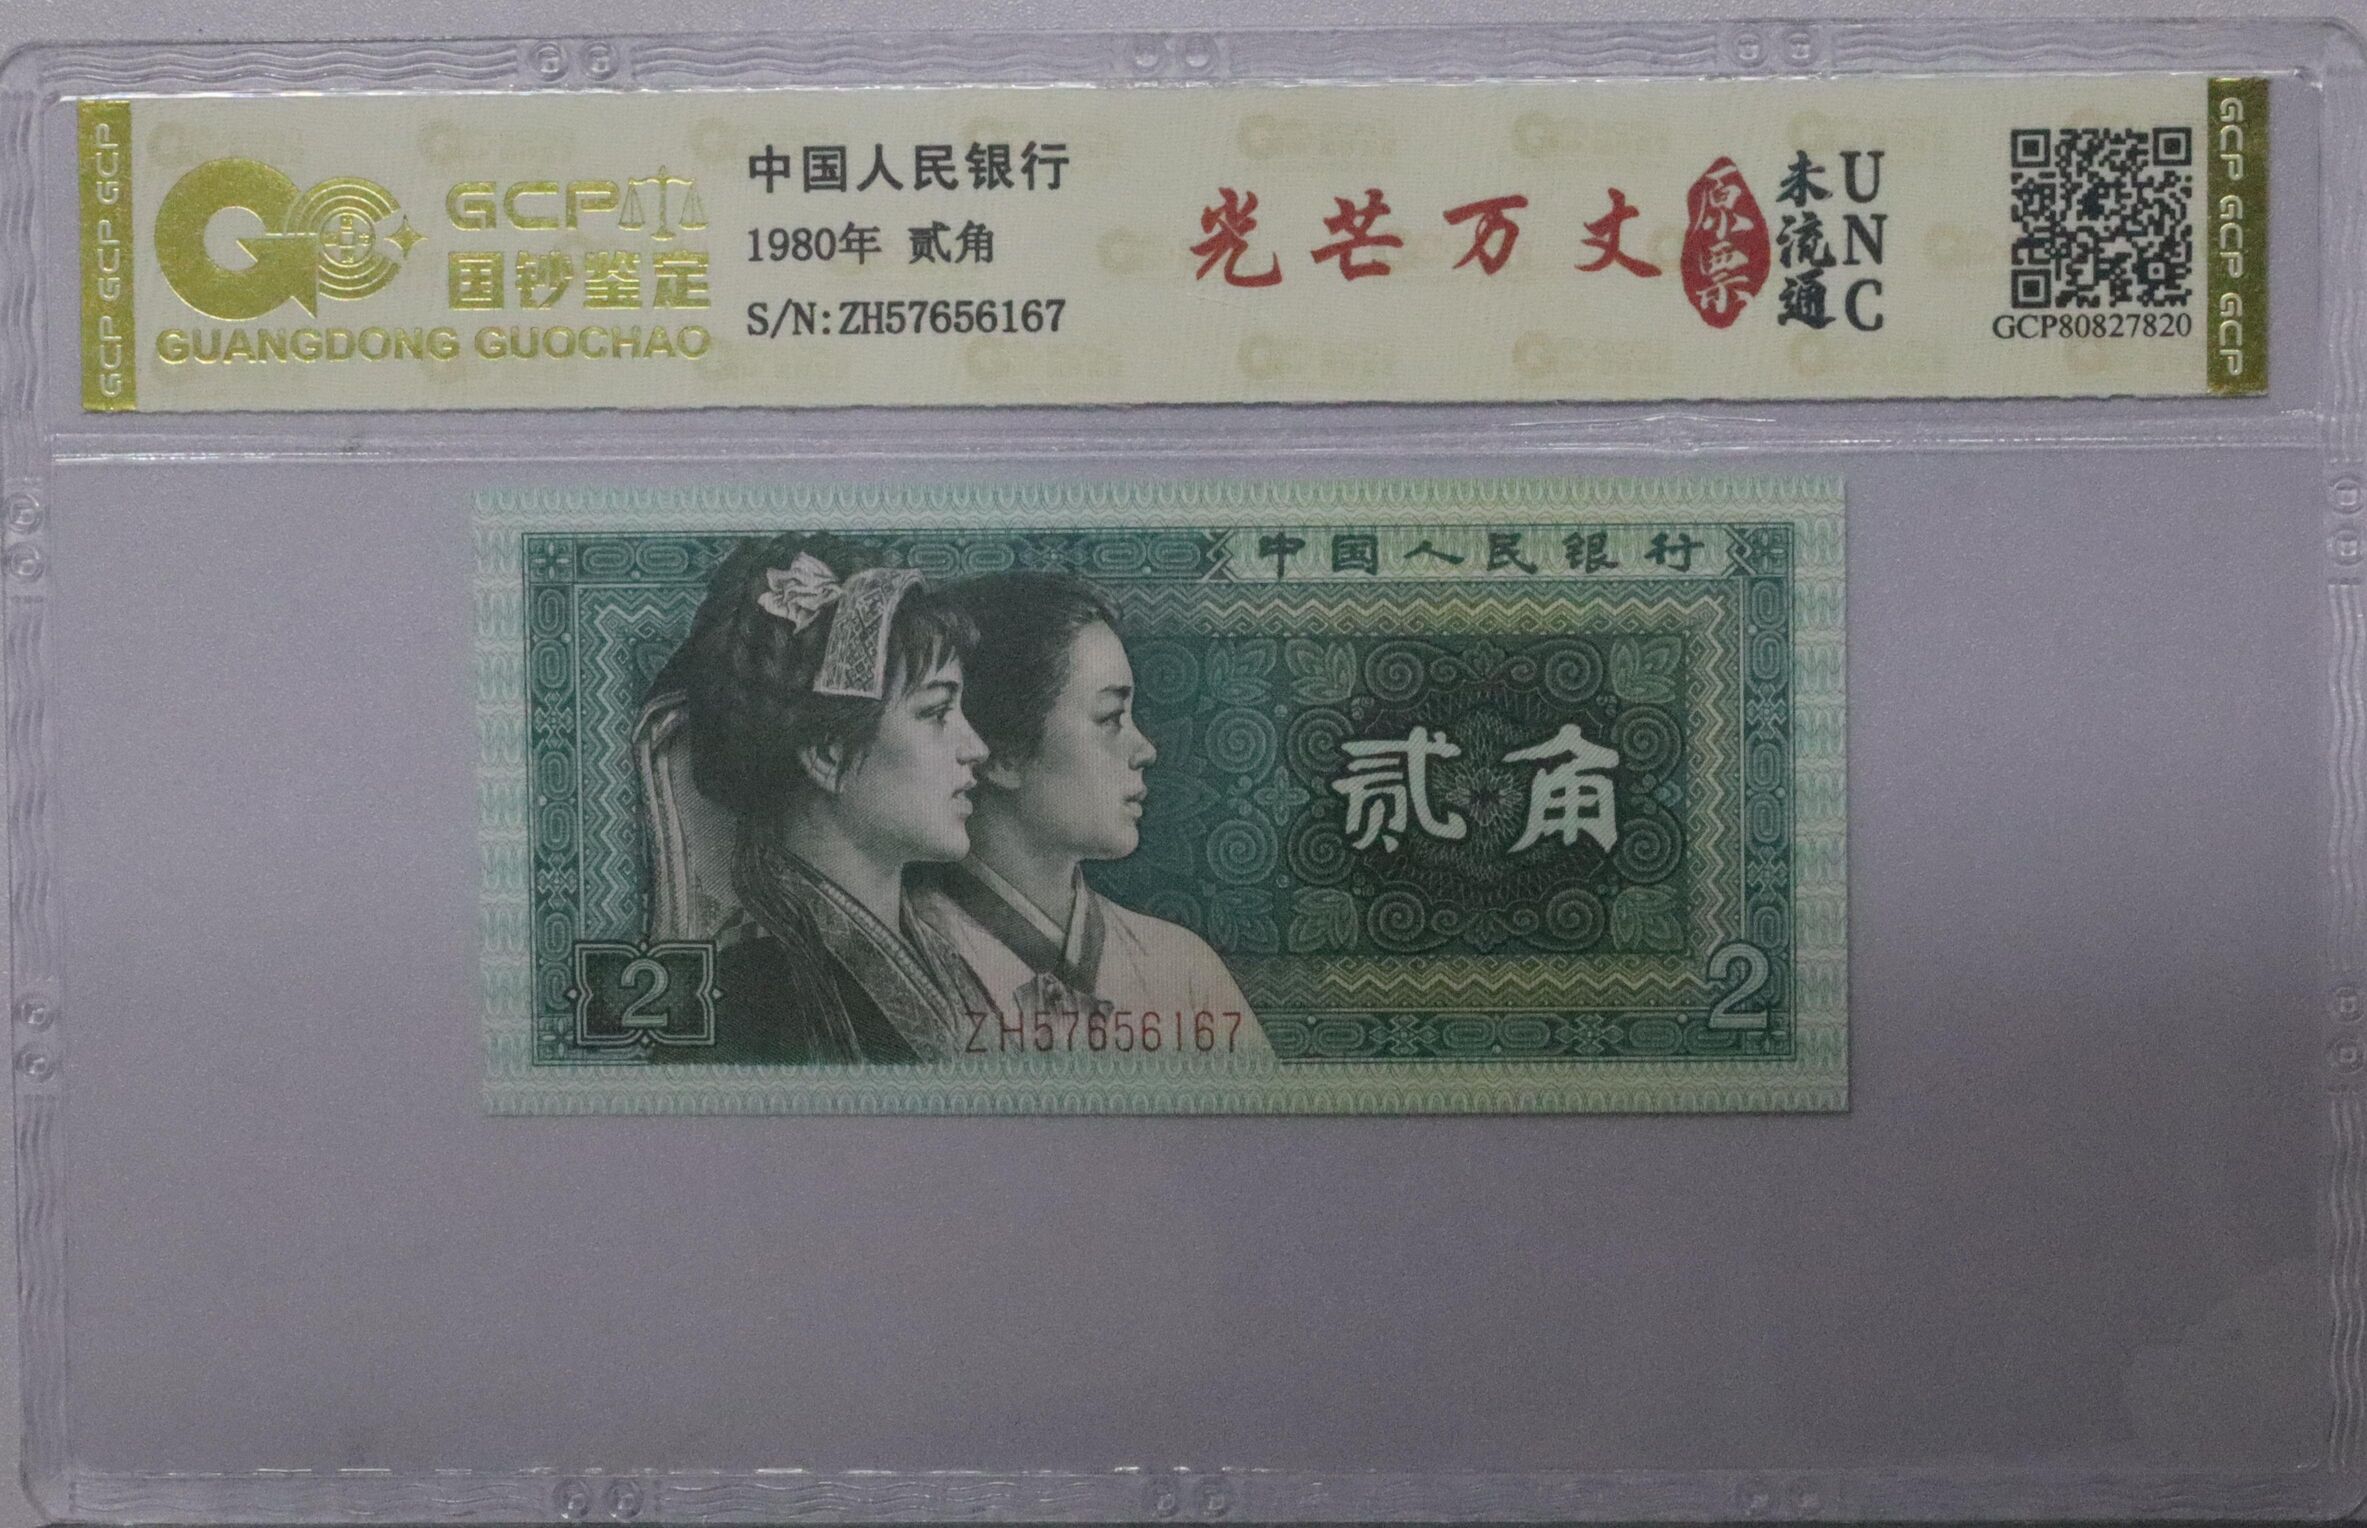 GCP GCP GCP
GCP
国钞鉴定
GUANGDONG GUOCHAO
中国人民银行
1980年 贰角
S/N:ZH57656167
光芒万丈
原票
未流通
UNC
GCP80827820
GCP GCP GCP
中国人民银行
贰角
2
2
ZH57656167